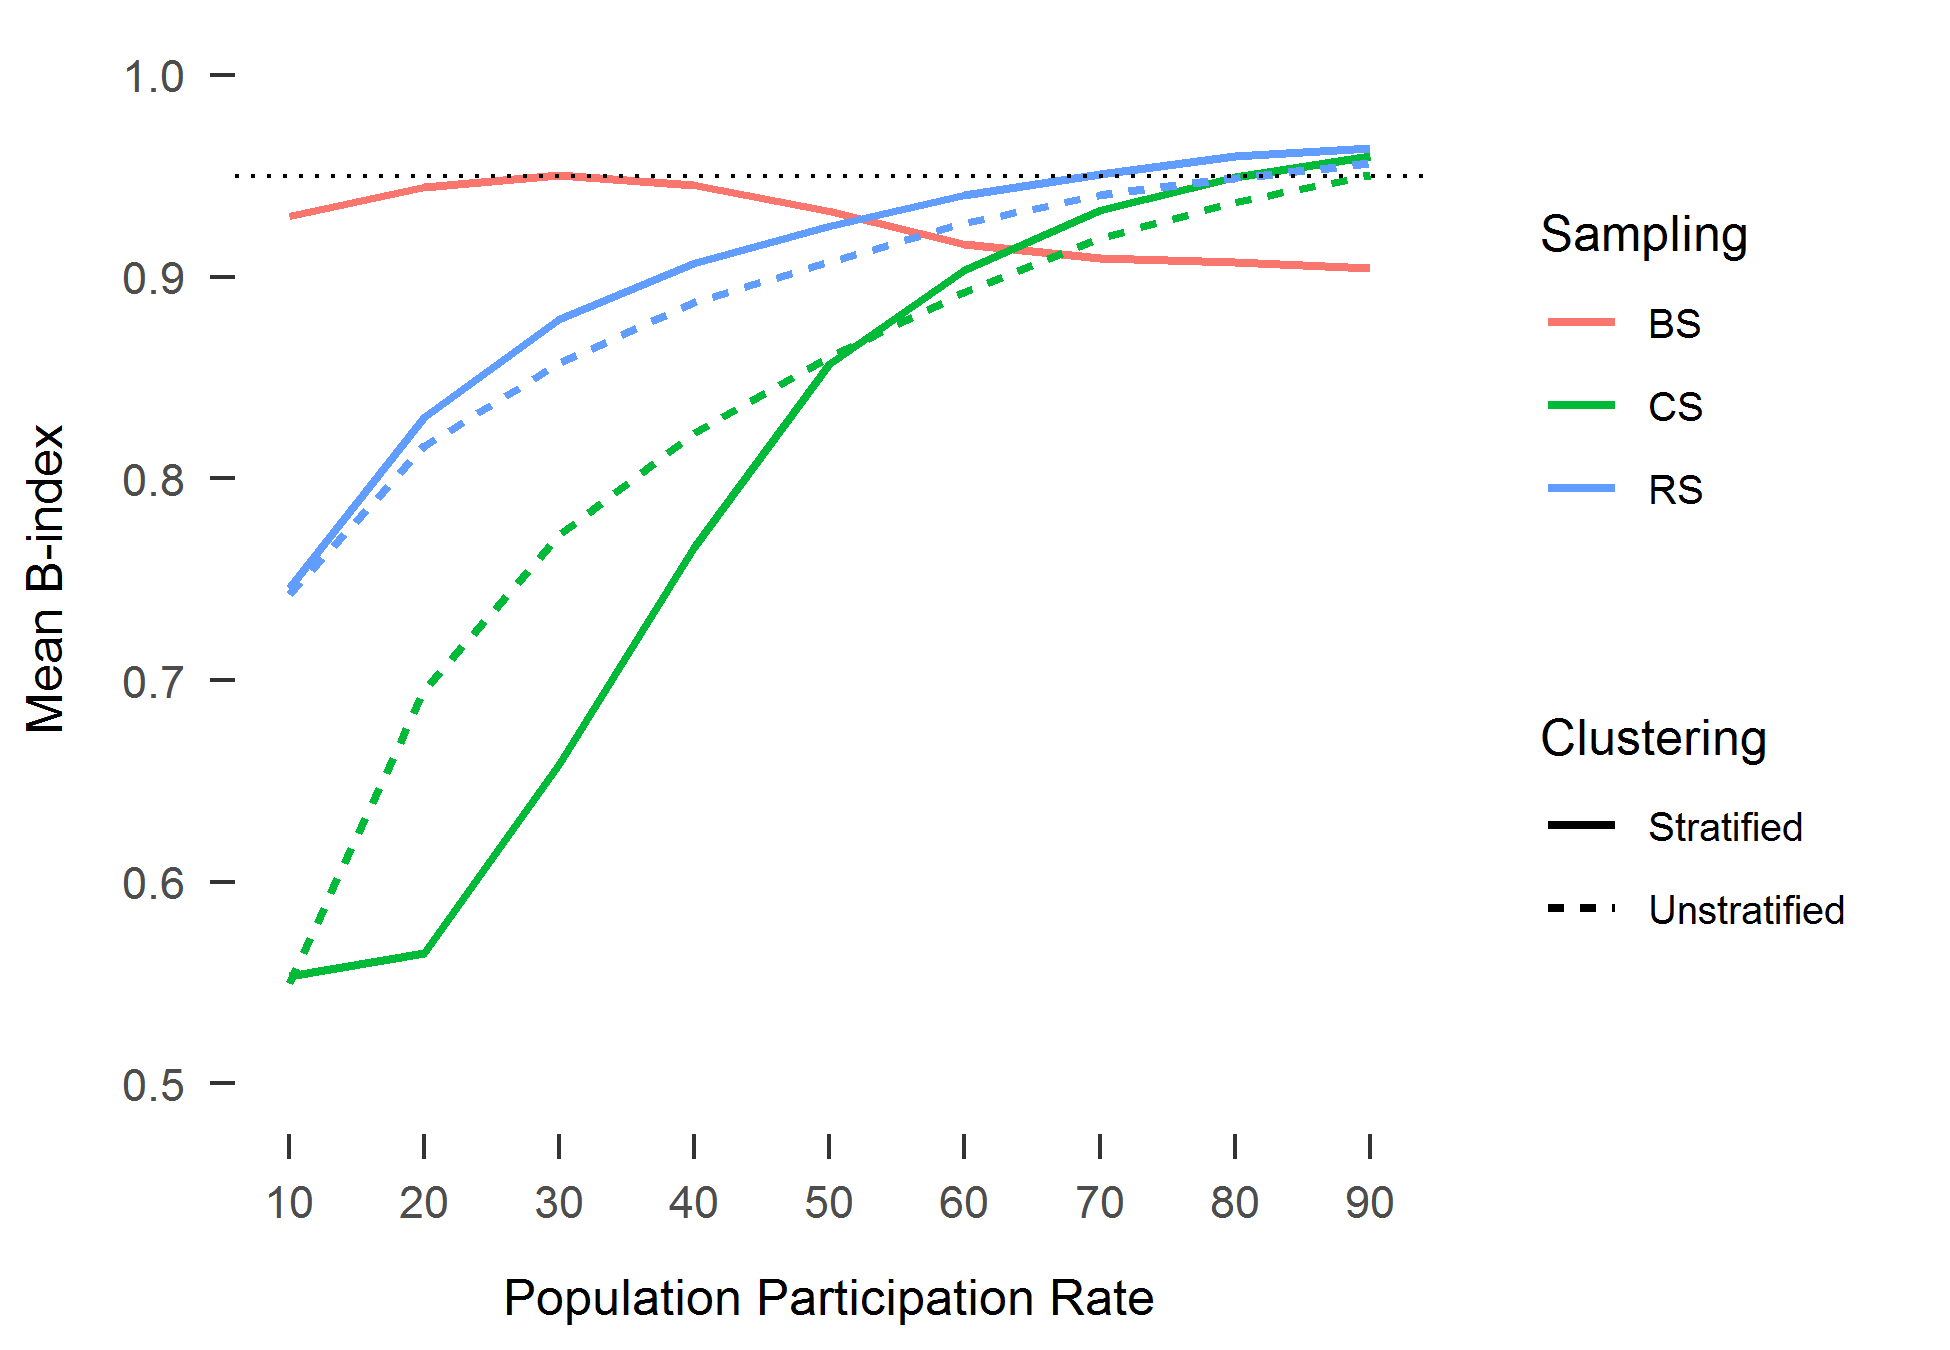 1.0
0.9
0.8
0.7
0.6
0.5
Mean B-index
10 20 30 40 50 60 70 80 90
Population Participation Rate
Sampling
BS
CS
RS
Clustering
Stratified
Unstratified